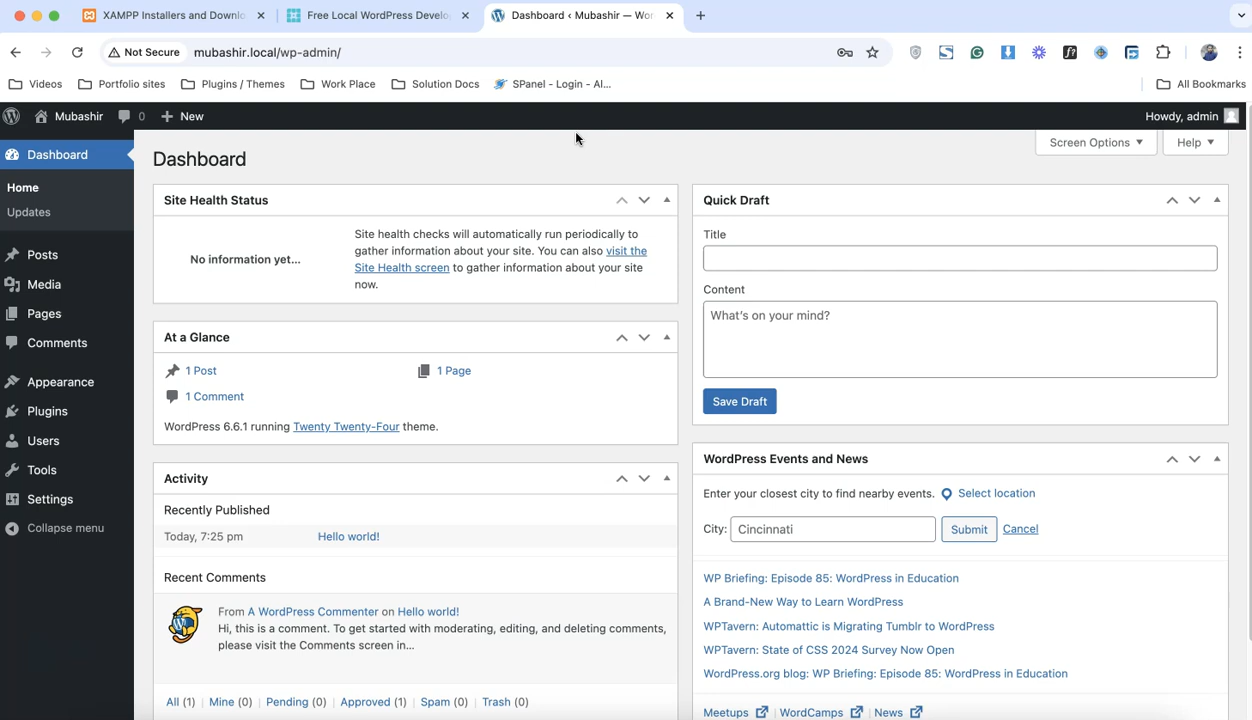 XAMPP Installers and Downlo
Free Local WordPress Develo
Dashboard ‹ Mubashir — Wor
Not Secure
mubashir.local/wp-admin/
Videos
Portfolio sites
Plugins / Themes
Work Place
Solution Docs
SPanel - Login - Al...
All Bookmarks
Mubashir
0
New
Howdy, admin
Dashboard
Home
Updates
Posts
Media
Pages
Comments
Appearance
Plugins
Users
Tools
Settings
Collapse menu
Dashboard
Screen Options
Help
Site Health Status
No information yet...
Site health checks will automatically run periodically to
gather information about your site. You can also visit the
Site Health screen to gather information about your site
now.
At a Glance
1 Post
1 Page
1 Comment
WordPress 6.6.1 running Twenty Twenty-Four theme.
Activity
Recently Published
Today, 7:25 pm
Hello world!
Recent Comments
From A WordPress Commenter on Hello world!
Hi, this is a comment. To get started with moderating, editing, and deleting comments,
please visit the Comments screen in...
All (1) | Mine (0) | Pending (0) | Approved (1) | Spam (0) | Trash (0)
Quick Draft
Title
Content
What's on your mind?
Save Draft
WordPress Events and News
Enter your closest city to find nearby events.
Select location
City:
Cincinnati
Submit
Cancel
WP Briefing: Episode 85: WordPress in Education
A Brand-New Way to Learn WordPress
WPTavern: Automattic is Migrating Tumblr to WordPress
WPTavern: State of CSS 2024 Survey Now Open
WordPress.org blog: WP Briefing: Episode 85: WordPress in Education
Meetups | WordCamps | News